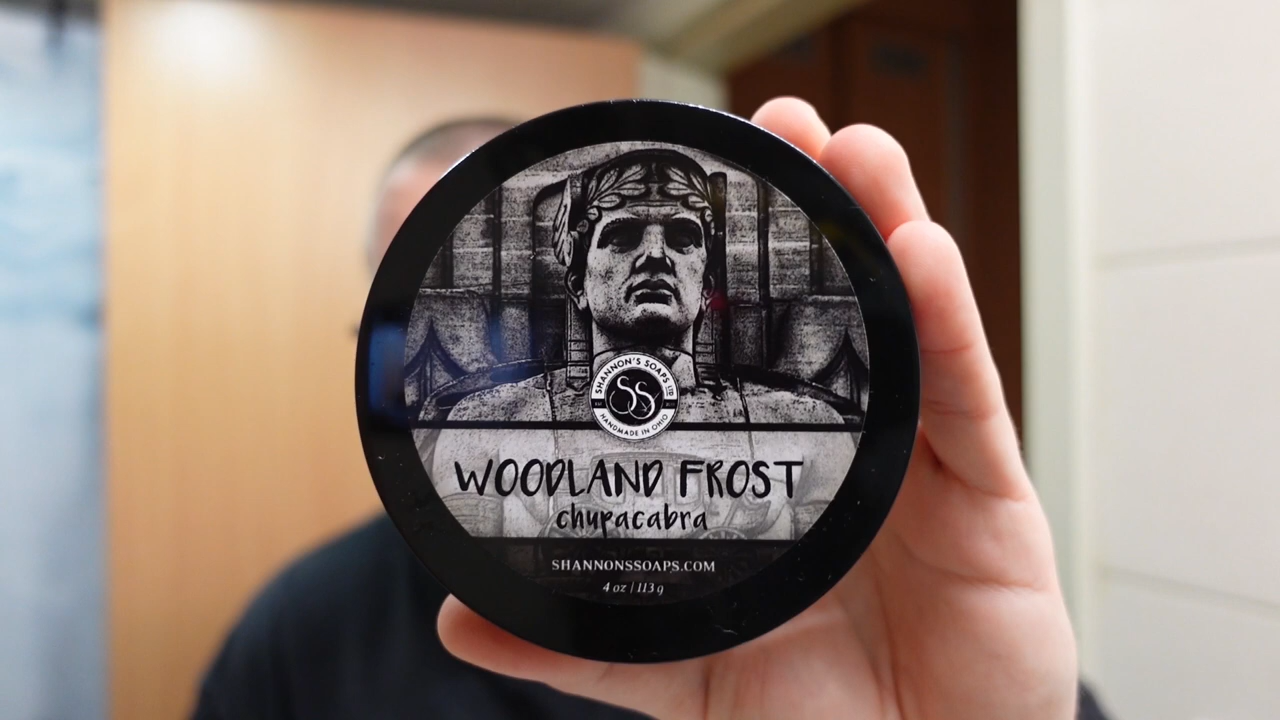 SHANNON'S SOAPS LTD
SS
HANDMADE IN OHIO
WOODLAND FROST
chupacabra
SHANNONSSOAPS.COM
4 oz | 113 g